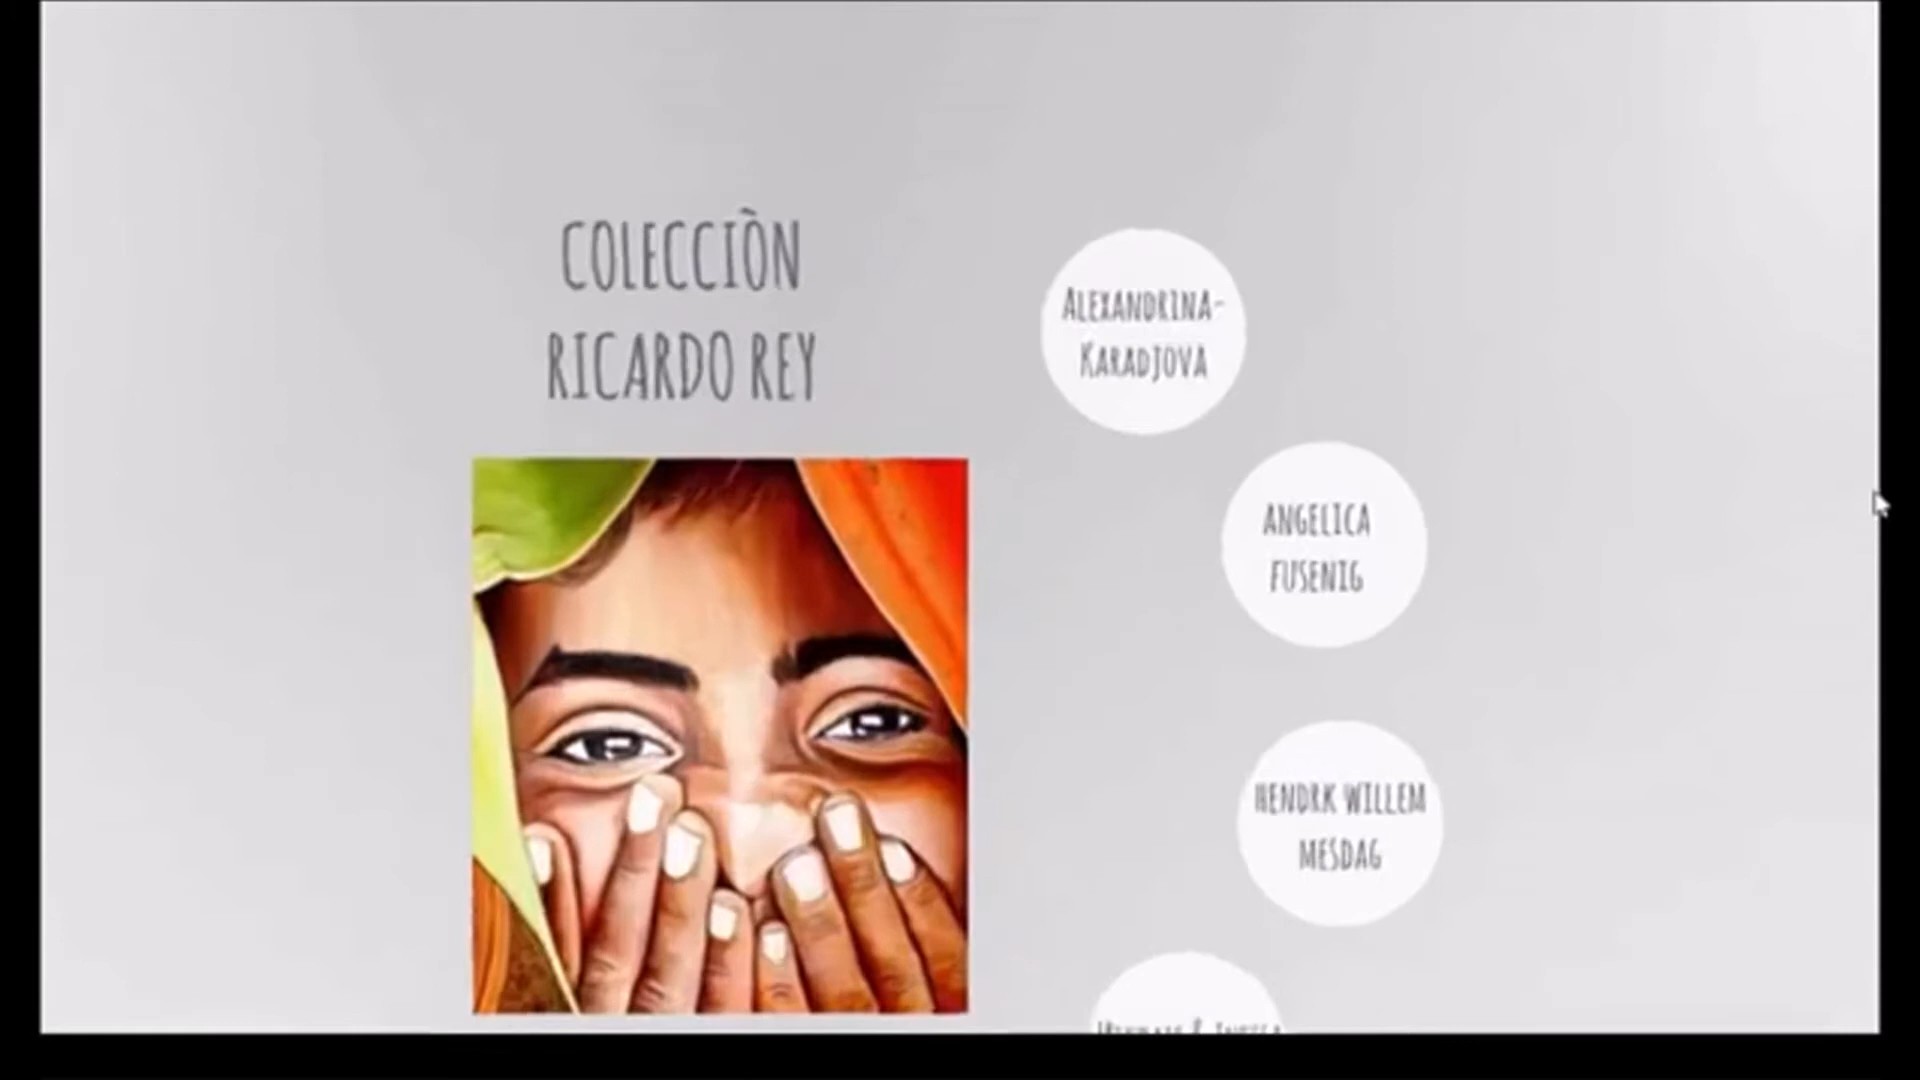 COLECCIÒN
RICARDO REY
ALEXANDRINA-
KARADJOVA
ANGELICA
FUSENIG
HENDRK WILLEM
MESDAG